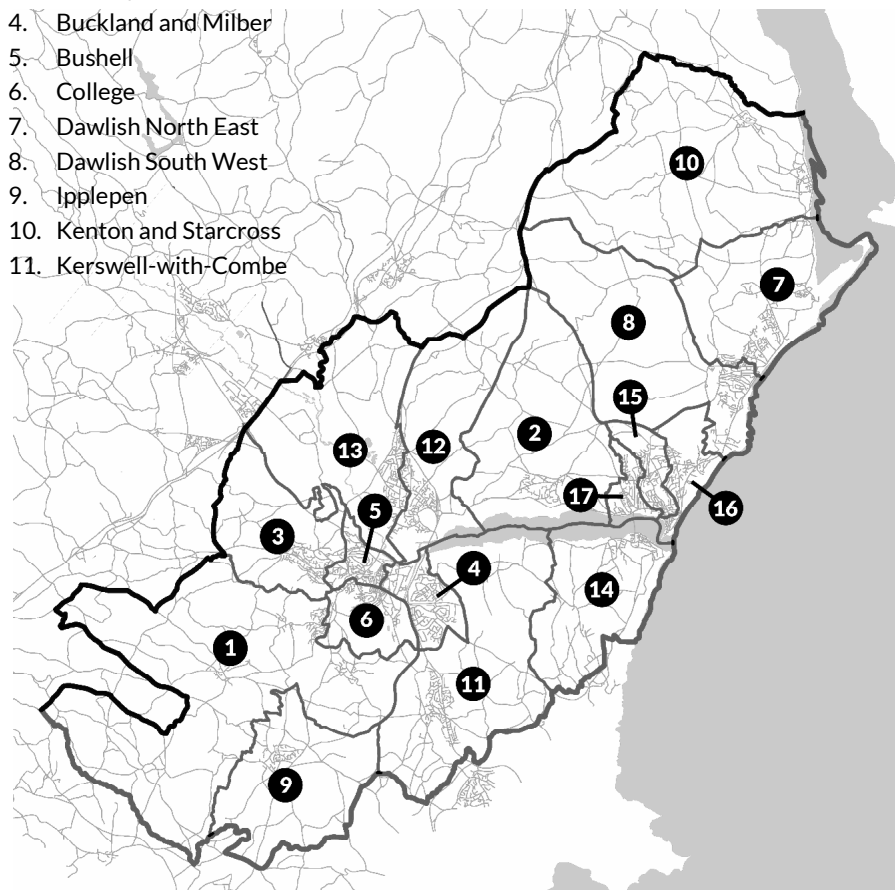 4. Buckland and Milber
5. Bushell
6. College
7. Dawlish North East
8. Dawlish South West
9. Ipplepen
10. Kenton and Starcross
11. Kerswell-with-Combe
10
7
8
15
2
12
13
17
16
5
3
4
14
6
1
11
9